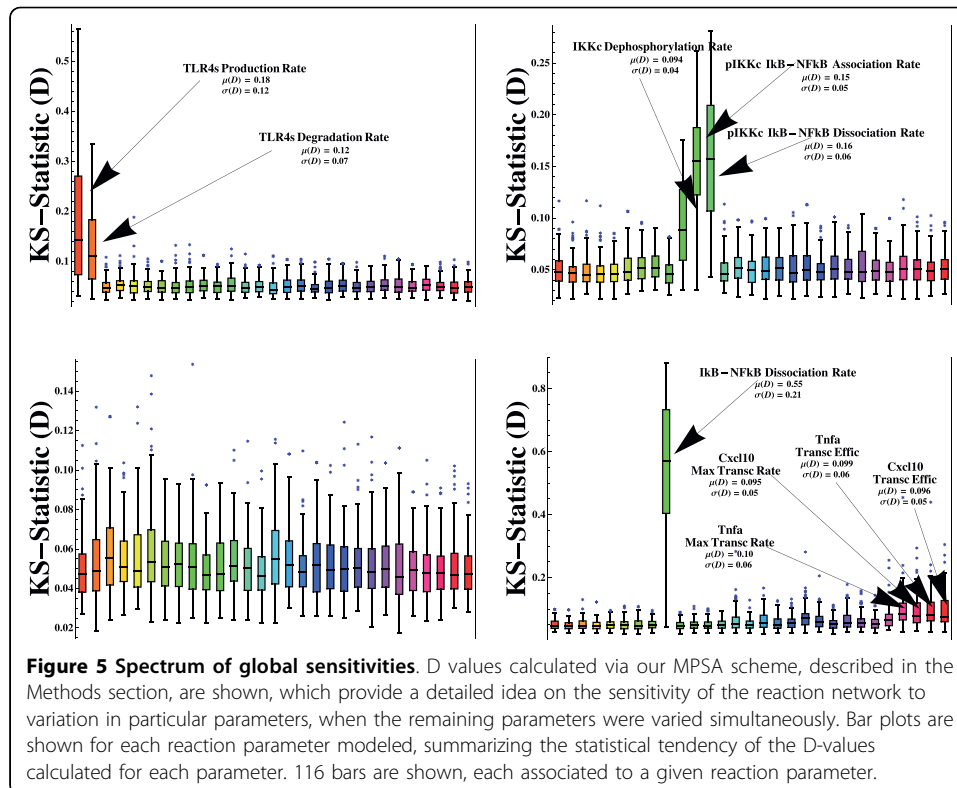 KS−Statistic (D)
0.5
0.4
0.3
0.2
0.1
TLR4s Production Rate
μ(D) = 0.18
σ(D) = 0.12
TLR4s Degradation Rate
μ(D) = 0.12
σ(D) = 0.07
KS−Statistic (D)
0.25
0.20
0.15
0.10
0.05
IKKc Dephosphorylation Rate
μ(D) = 0.094
σ(D) = 0.04
pIKKc IkB−NFkB Association Rate
μ(D) = 0.15
σ(D) = 0.05
pIKKc IkB−NFkB Dissociation Rate
μ(D) = 0.16
σ(D) = 0.06
KS−Statistic (D)
0.14
0.12
0.10
0.08
0.06
0.04
0.02
KS−Statistic (D)
0.8
0.6
0.4
0.2
IkB−NFkB Dissociation Rate
μ(D) = 0.55
σ(D) = 0.21
Tnfa
Transc Effic
μ(D) = 0.099
σ(D) = 0.06
Cxcl10
Max Transc Rate
μ(D) = 0.095
σ(D) = 0.05
Cxcl10
Transc Effic
μ(D) = 0.096
σ(D) = 0.05
Tnfa
Max Transc Rate
μ(D) = 0.10
σ(D) = 0.06
Figure 5 Spectrum of global sensitivities. D values calculated via our MPSA scheme, described in the
Methods section, are shown, which provide a detailed idea on the sensitivity of the reaction network to
variation in particular parameters, when the remaining parameters were varied simultaneously. Bar plots are
shown for each reaction parameter modeled, summarizing the statistical tendency of the D-values
calculated for each parameter. 116 bars are shown, each associated to a given reaction parameter.